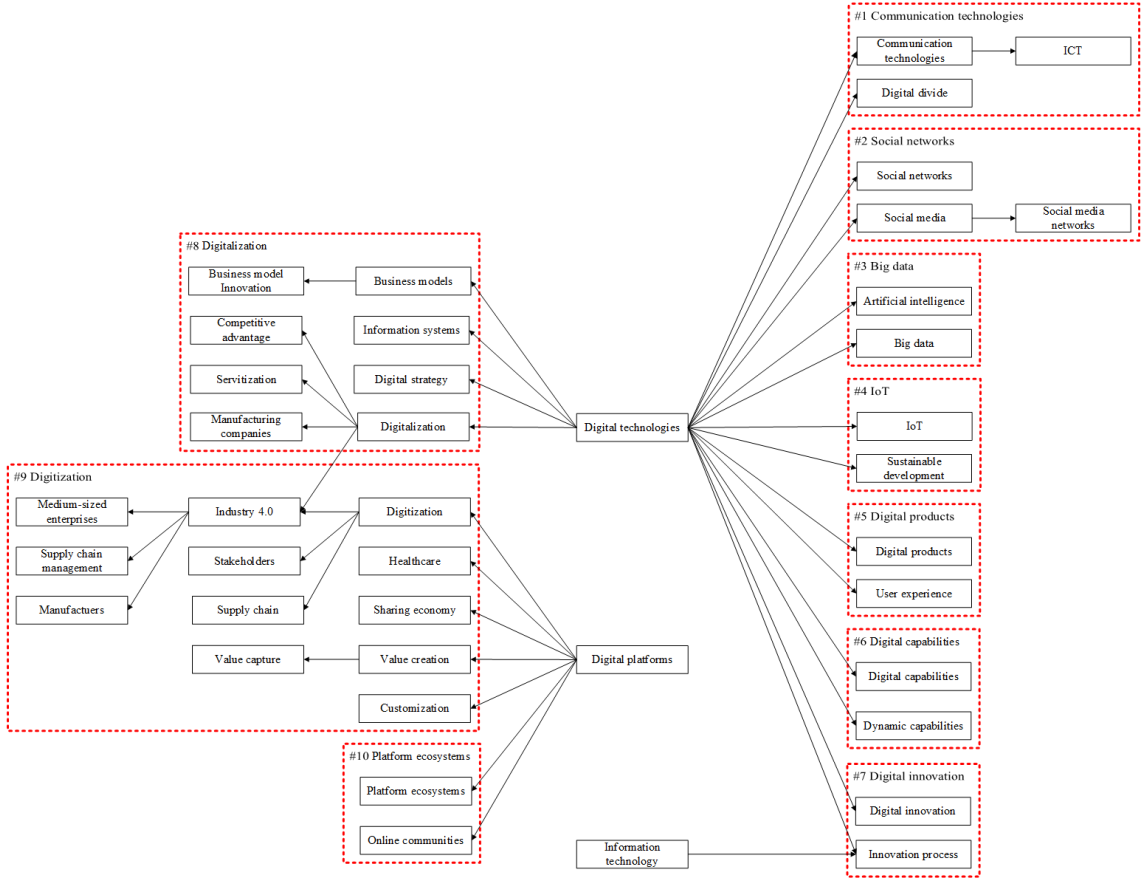 #1 Communication technologies
Communication
technologies
ICT
Digital divide
#2 Social networks
Social networks
Social media
Social media
networks
#3 Big data
Artificial intelligence
Big data
#4 IoT
IoT
Sustainable
development
#5 Digital products
Digital products
User experience
#6 Digital capabilities
Digital capabilities
Dynamic capabilities
#7 Digital innovation
Digital innovation
Innovation process
#8 Digitalization
Business model
Innovation
Business models
Competitive
advantage
Information systems
Servitization
Digital strategy
Manufacturing
companies
Digitalization
Digital technologies
#9 Digitization
Medium-sized
enterprises
Industry 4.0
Digitization
Supply chain
management
Stakeholders
Healthcare
Manufactuers
Supply chain
Sharing economy
Value capture
Value creation
Digital platforms
Customization
#10 Platform ecosystems
Platform ecosystems
Online communities
Information
technology